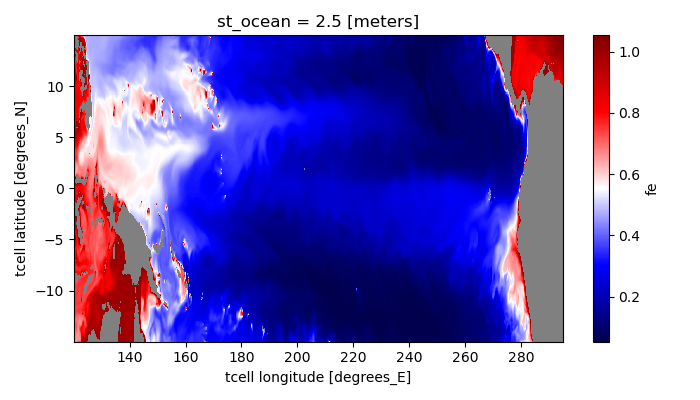 st_ocean = 2.5 [meters]
10
5
0
−5
−10
tcell latitude [degrees_N]
140 160 180 200 220 240 260 280
tcell longitude [degrees_E]
1.0
0.8
0.6
0.4
0.2
fe